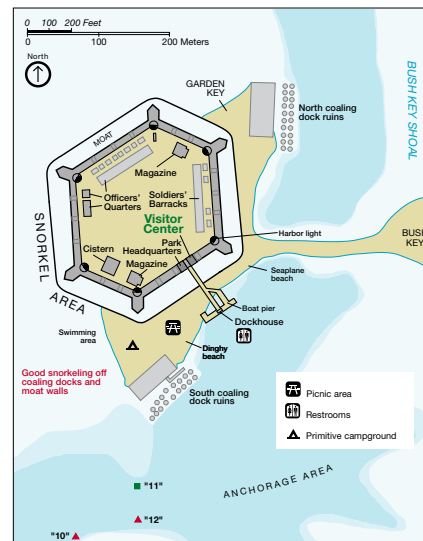 0 100 200 Feet
0 200 Meters
North
GARDEN
KEY
North coaling
dock ruins
BUSH KEY SHOAL
MOAT
Magazine
Officers'
Quarters
Soldiers'
Barracks
Visitor
Center
Park
Headquarters
Harbor light
BUSH
KEY
SNORKEL AREA
Cistern
Magazine
Seaplane
beach
Boat pier
Dockhouse
Swimming
area
Dinghy
beach
Good snorkeling off
coaling docks and
moat walls
South coaling
dock ruins
Picnic area
Restrooms
Primitive campground
ANCHORAGE AREA
"11"
"12"
"10"